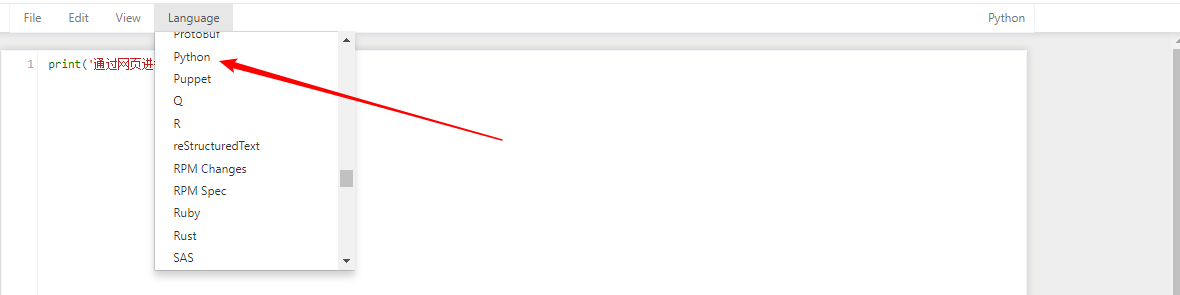 File Edit View Language Python
ProtoBuf
1 print('通过网页进
Python
Puppet
Q
R
reStructuredText
RPM Changes
RPM Spec
Ruby
Rust
SAS